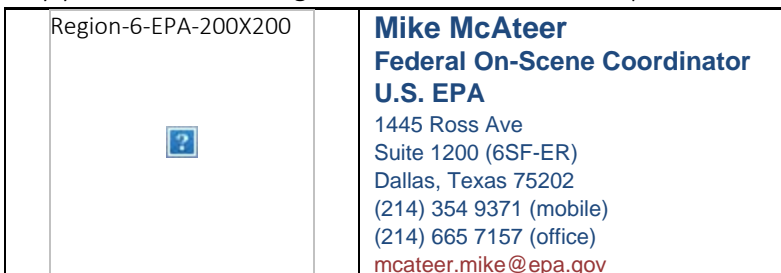 Region-6-EPA-200X200
Mike McAteer
Federal On-Scene Coordinator
U.S. EPA
1445 Ross Ave
Suite 1200 (6SF-ER)
Dallas, Texas 75202
(214) 354 9371 (mobile)
(214) 665 7157 (office)
mcateer.mike@epa.gov